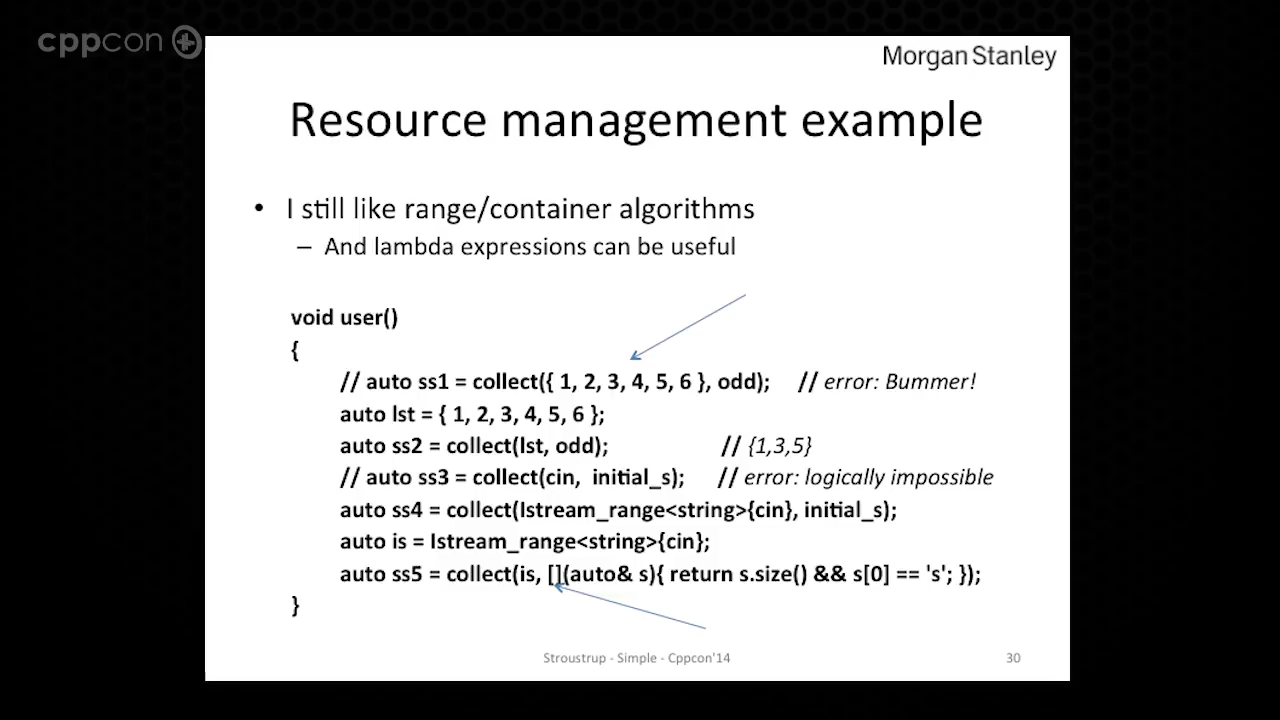 cppcon
Morgan Stanley
Resource management example
• I still like range/container algorithms
– And lambda expressions can be useful
void user()
{
// auto ss1 = collect({ 1, 2, 3, 4, 5, 6 }, odd); // error: Bummer!
auto lst = { 1, 2, 3, 4, 5, 6 };
auto ss2 = collect(lst, odd); // {1,3,5}
// auto ss3 = collect(cin, initial_s); // error: logically impossible
auto ss4 = collect(Istream_range<string>{cin}, initial_s);
auto is = Istream_range<string>{cin};
auto ss5 = collect(is, [](auto& s){ return s.size() && s[0] == 's'; });
}
Stroustrup - Simple - Cppcon'14 30